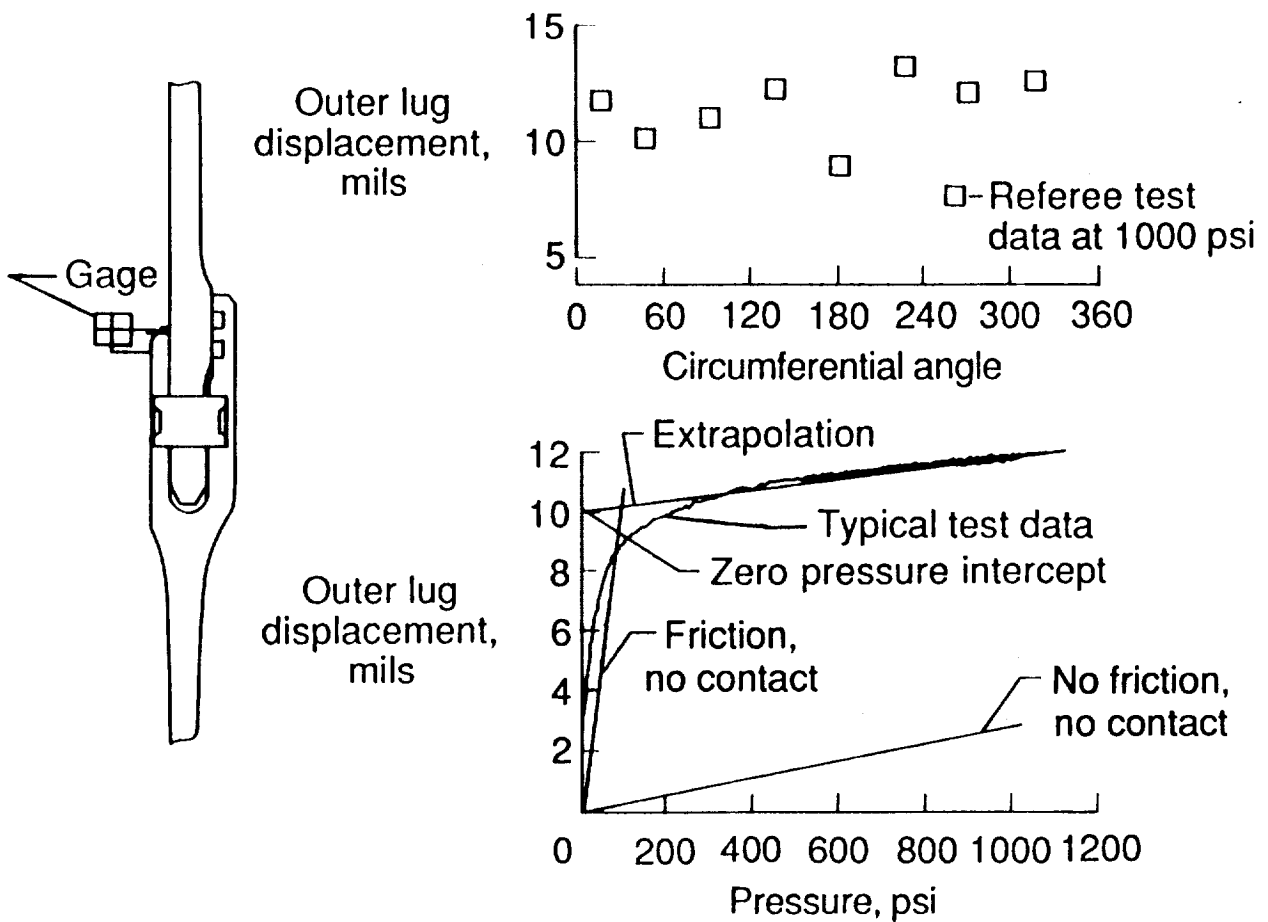 Gage
Outer lug
displacement,
mils
15
10
5
Referee test
data at 1000 psi
0 60 120 180 240 300 360
Circumferential angle
Outer lug
displacement,
mils
12
10
8
6
4
2
Extrapolation
Typical test data
Zero pressure intercept
Friction,
no contact
No friction,
no contact
0 200 400 600 800 1000 1200
Pressure, psi